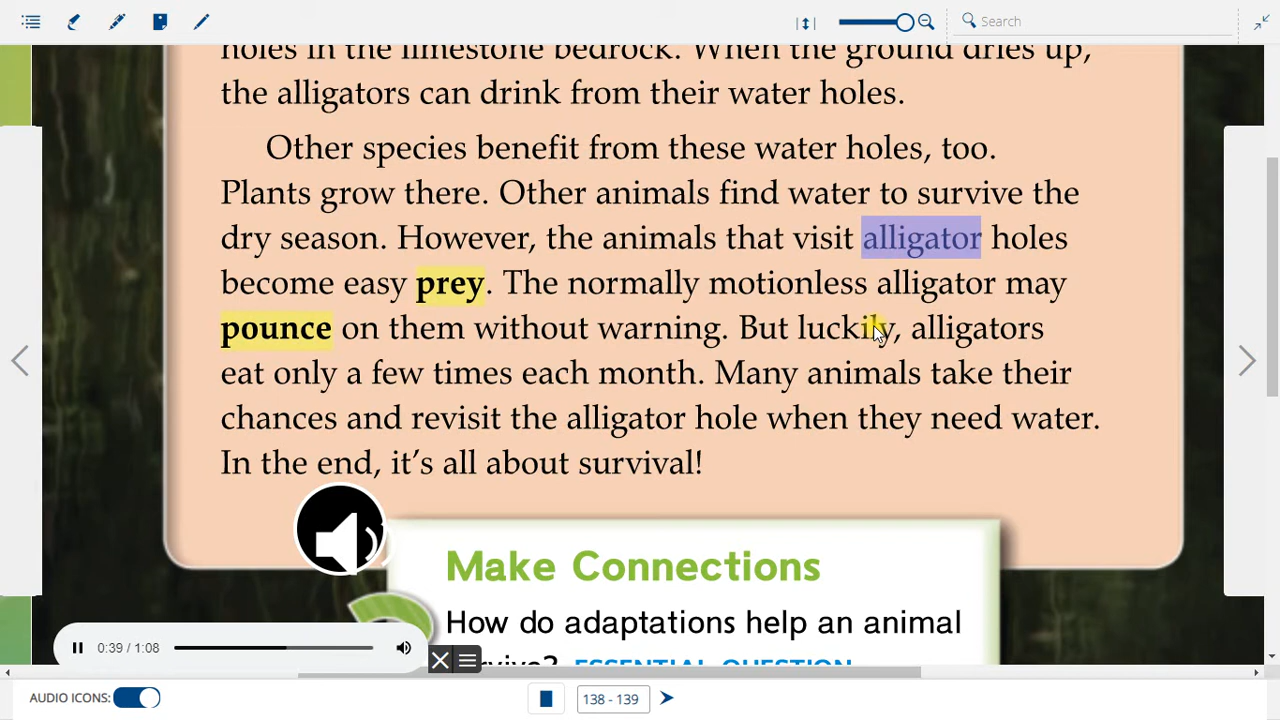 Search
holes in the limestone bedrock. When the ground dries up,
the alligators can drink from their water holes.
Other species benefit from these water holes, too.
Plants grow there. Other animals find water to survive the
dry season. However, the animals that visit alligator holes
become easy prey. The normally motionless alligator may
pounce on them without warning. But luckily, alligators
eat only a few times each month. Many animals take their
chances and revisit the alligator hole when they need water.
In the end, it's all about survival!
Make Connections
How do adaptations help an animal
survive? ESSENTIAL QUESTION
0:39 / 1:08
AUDIO ICONS:
138 - 139